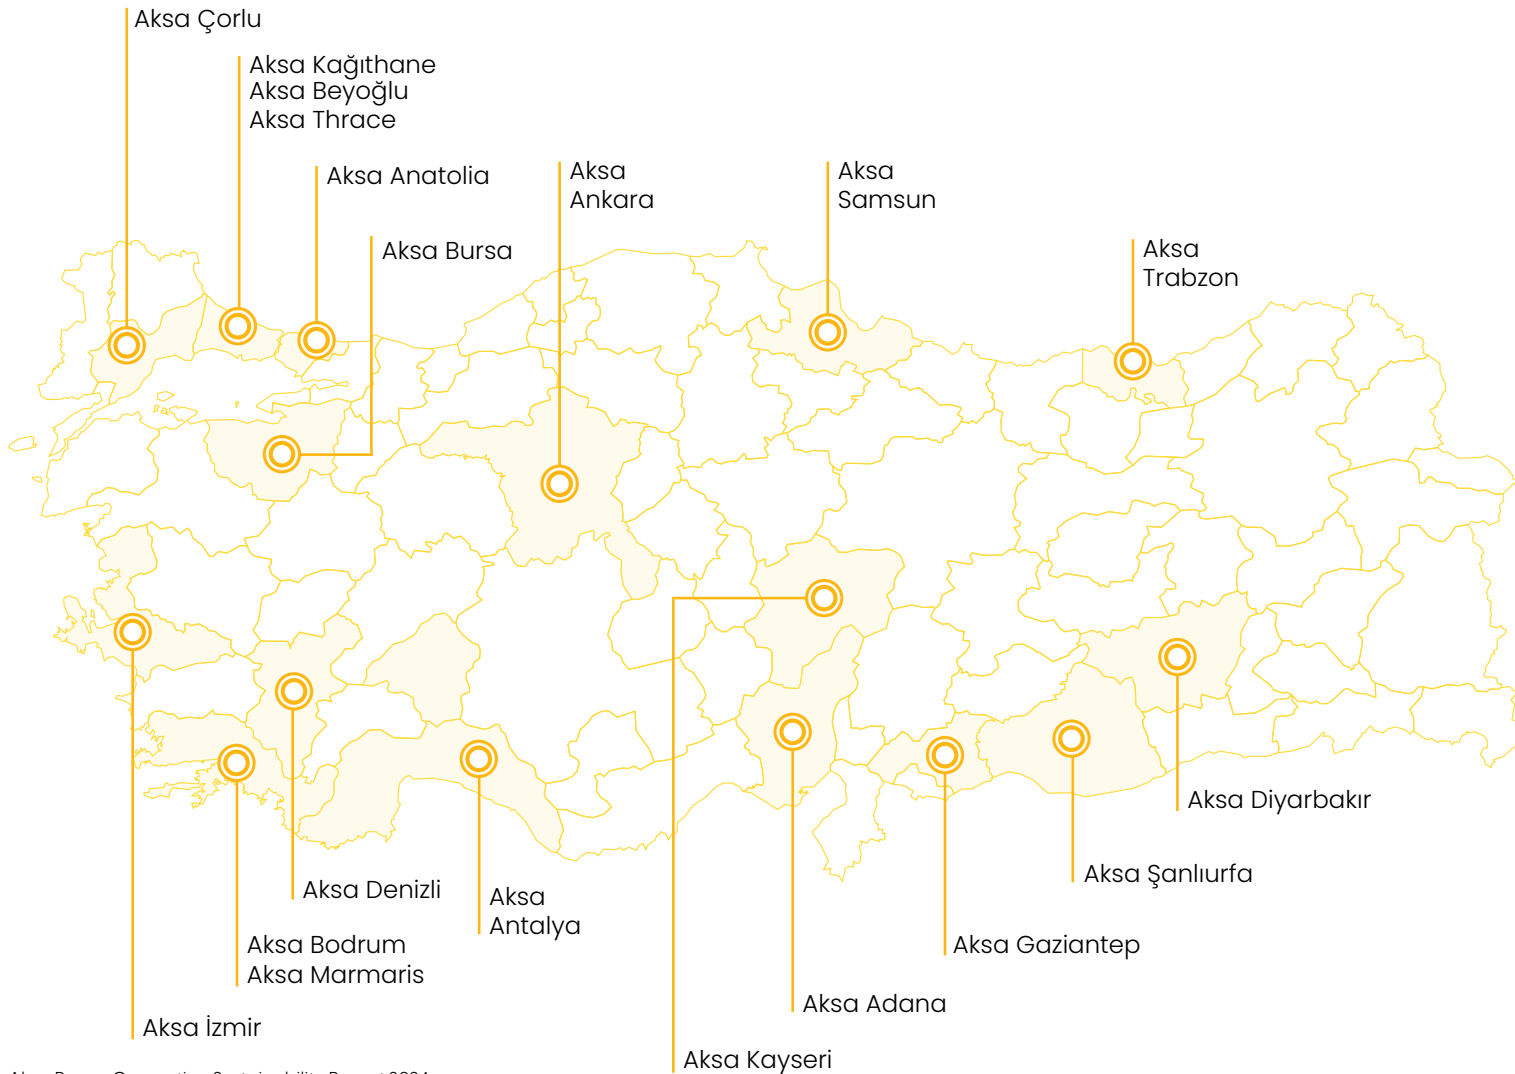 Aksa Çorlu
Aksa Kağıthane
Aksa Beyoğlu
Aksa Thrace
Aksa Anatolia
Aksa
Ankara
Aksa
Samsun
Aksa Bursa
Aksa
Trabzon
Aksa Diyarbakır
Aksa Şanlıurfa
Aksa Denizli
Aksa
Antalya
Aksa Bodrum
Aksa Marmaris
Aksa Gaziantep
Aksa Adana
Aksa İzmir
Aksa Kayseri